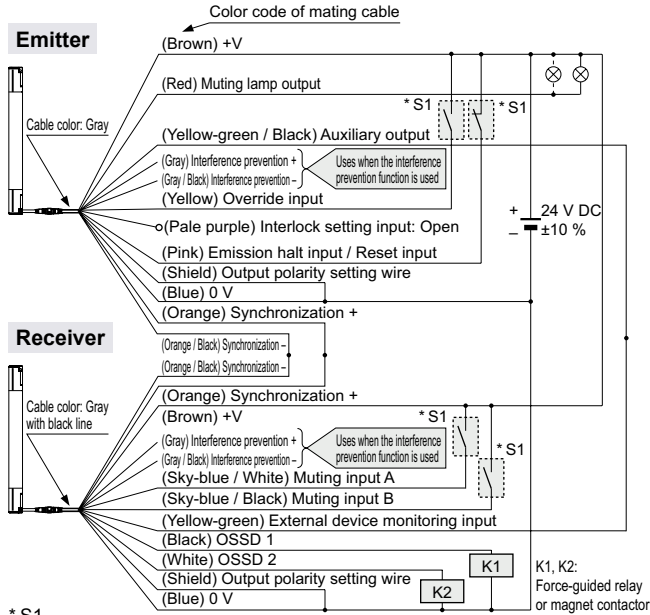 Color code of mating cable
Emitter
(Brown) +V
(Red) Muting lamp output
* S1
* S1
Cable color: Gray
(Yellow-green / Black) Auxiliary output
(Gray) Interference prevention +
(Gray / Black) Interference prevention –
Uses when the interference
prevention function is used
(Yellow) Override input
+
–
24 V DC
±10 %
(Pale purple) Interlock setting input: Open
(Pink) Emission halt input / Reset input
(Shield) Output polarity setting wire
(Blue) 0 V
(Orange) Synchronization +
Receiver
(Orange / Black) Synchronization –
(Orange / Black) Synchronization –
(Orange) Synchronization +
Cable color: Gray
with black line
(Brown) +V
* S1
* S1
(Gray) Interference prevention +
(Gray / Black) Interference prevention –
Uses when the interference
prevention function is used
(Sky-blue / White) Muting input A
(Sky-blue / Black) Muting input B
(Yellow-green) External device monitoring input
(Black) OSSD 1
(White) OSSD 2
(Shield) Output polarity setting wire
(Blue) 0 V
K1
K2
K1, K2:
Force-guided relay
or magnet contactor
* S1